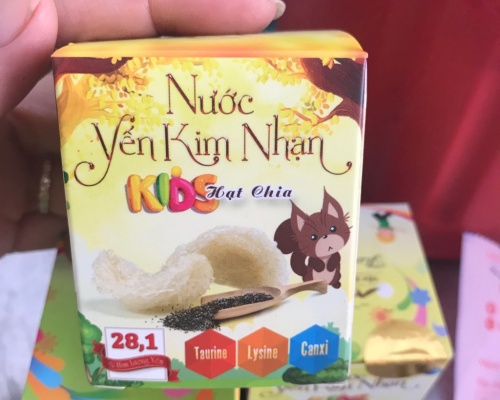 Nước
Yến Kim Nhạn
KIDS Hạt Chia
28,1
Taurine
Lysine
Canxi